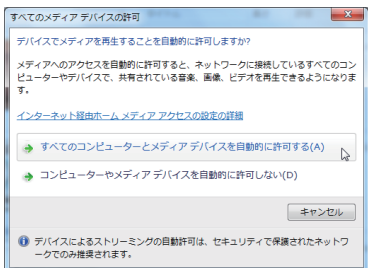 すべてのメディア デバイスの許可
デバイスでメディアを再生することを自動的に許可しますか?
メディアへのアクセスを自動的に許可すると、ネットワークに接続しているすべてのコン
ピューターやデバイスで、共有されている音楽、画像、ビデオを再生できるようになりま
す。
インターネット経由ホーム メディア アクセスの設定の詳細
すべてのコンピューターとメディア デバイスを自動的に許可する(A)
コンピューターやメディア デバイスを自動的に許可しない(D)
キャンセル
デバイスによるストリーミングの自動許可は、セキュリティで保護されたネットワ
ークでのみ推奨されます。